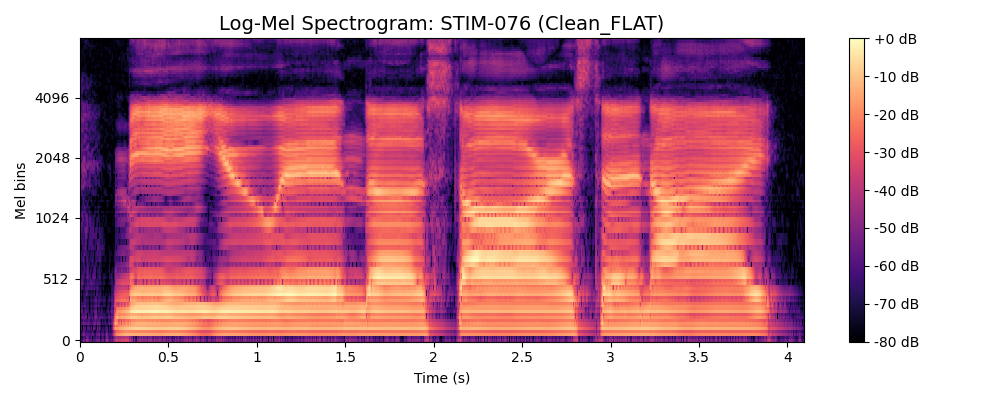 Log-Mel Spectrogram: STIM-076 (Clean_FLAT)
Mel bins
4096
2048
1024
512
0
0 0.5 1 1.5 2 2.5 3 3.5 4
Time (s)
+0 dB
-10 dB
-20 dB
-30 dB
-40 dB
-50 dB
-60 dB
-70 dB
-80 dB